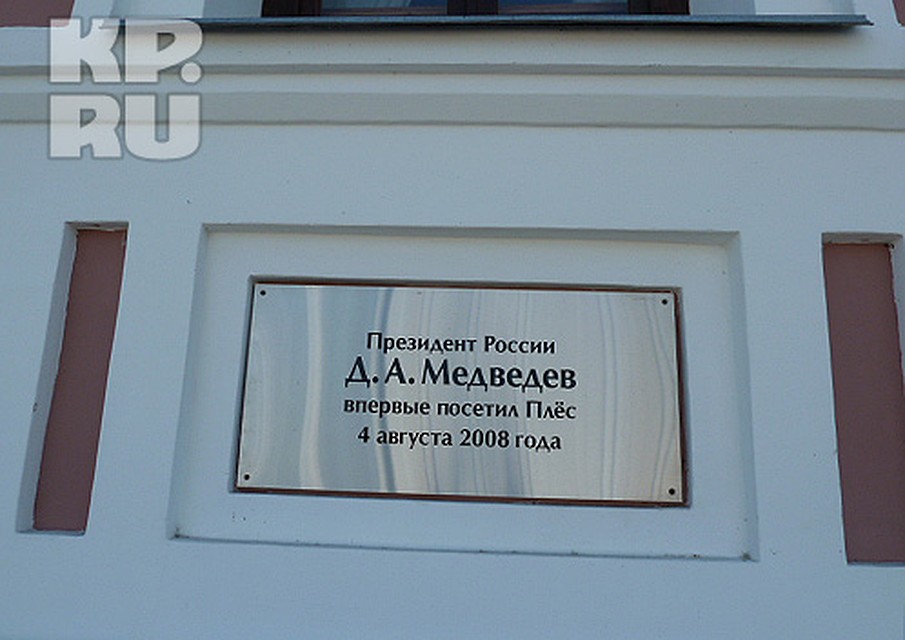 KP.
RU
Президент России
Д. А. Медведев
впервые посетил Плёс
4 августа 2008 года